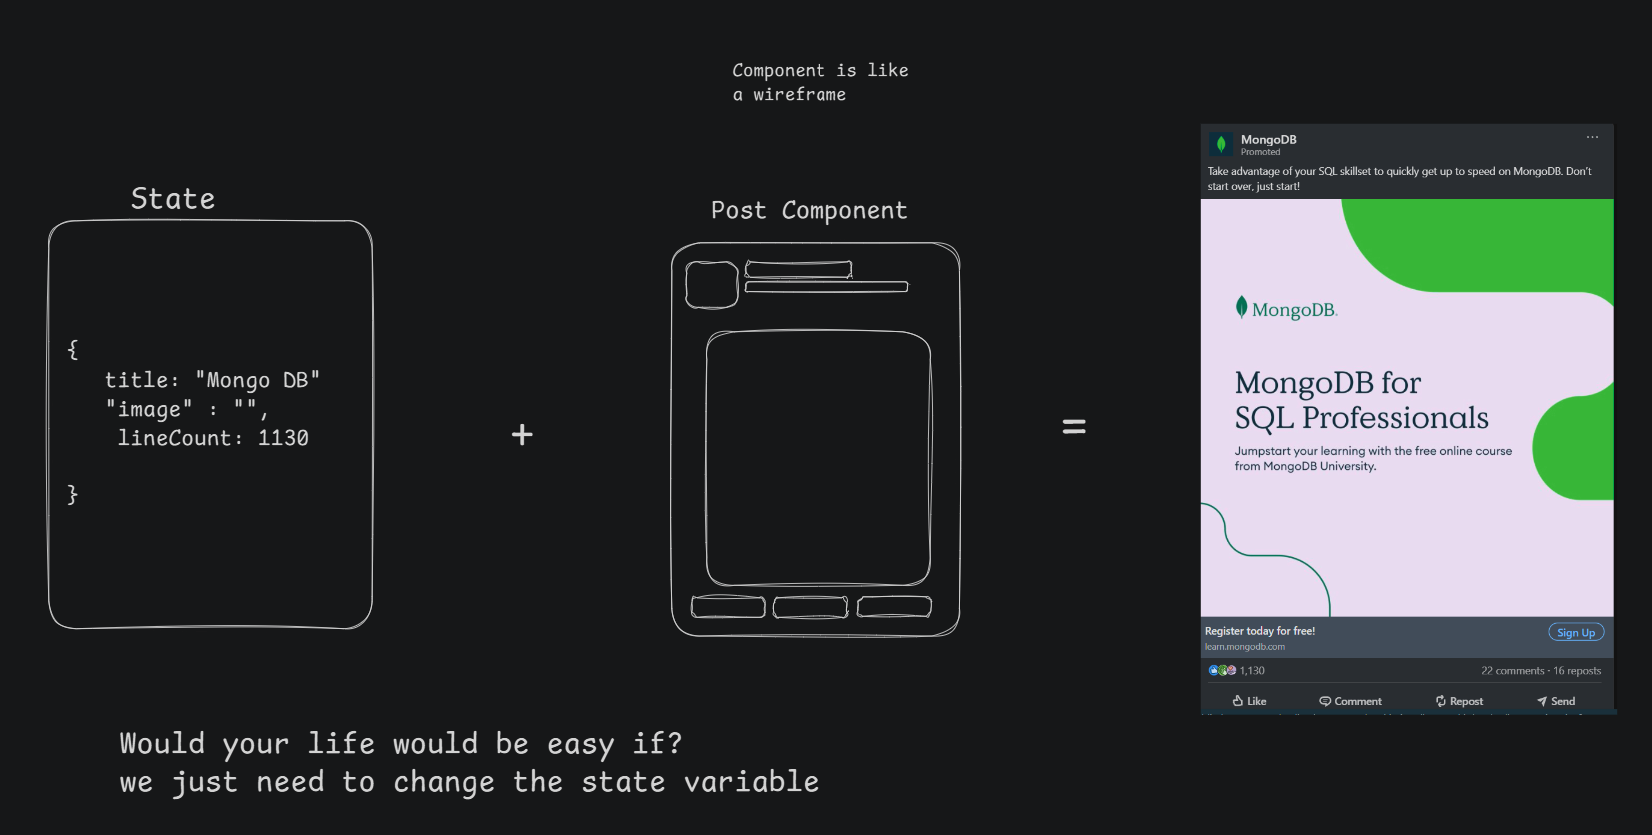 Component is like
a wireframe
State
{
title: "Mongo DB"
"image" : "",
lineCount: 1130
}
+
Post Component
=
MongoDB
...
Promoted
Take advantage of your SQL skillset to quickly get up to speed on MongoDB. Don't
start over, just start!
MongoDB.
MongoDB for
SQL Professionals
Jumpstart your learning with the free online course
from MongoDB University.
Register today for free!
Sign Up
learn.mongodb.com
1,130
22 comments · 16 reposts
Like
Comment
Repost
Send
Would your life would be easy if?
we just need to change the state variable